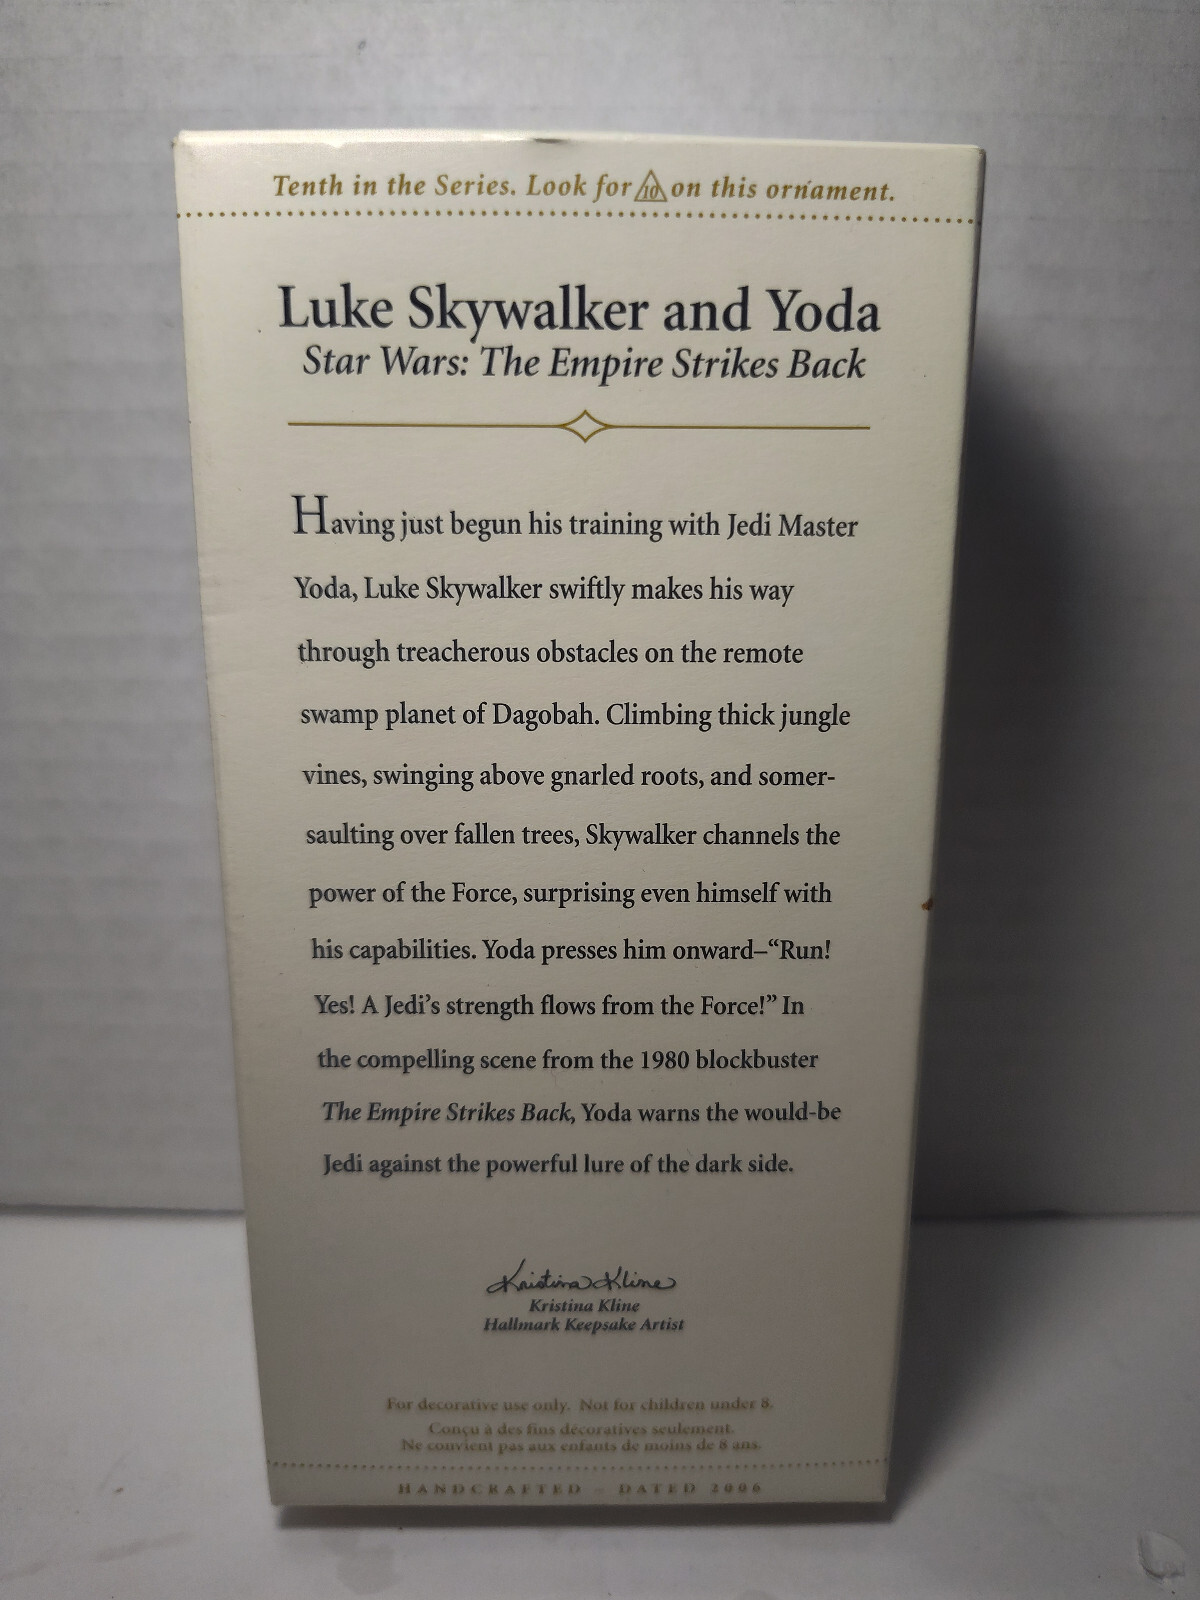 Tenth in the Series. Look for 10 on this ornament.
Luke Skywalker and Yoda
Star Wars: The Empire Strikes Back
Having just begun his training with Jedi Master
Yoda, Luke Skywalker swiftly makes his way
through treacherous obstacles on the remote
swamp planet of Dagobah. Climbing thick jungle
vines, swinging above gnarled roots, and somer-
saulting over fallen trees, Skywalker channels the
power of the Force, surprising even himself with
his capabilities. Yoda presses him onward–“Run!
Yes! A Jedi’s strength flows from the Force!” In
the compelling scene from the 1980 blockbuster
The Empire Strikes Back, Yoda warns the would-be
Jedi against the powerful lure of the dark side.
Kristina Kline
Kristina Kline
Hallmark Keepsake Artist
For decorative use only. Not for children under 8.
Conçu à des fins décoratives seulement.
Ne convient pas aux enfants de moins de 8 ans.
HANDCRAFTED · DATED 2006